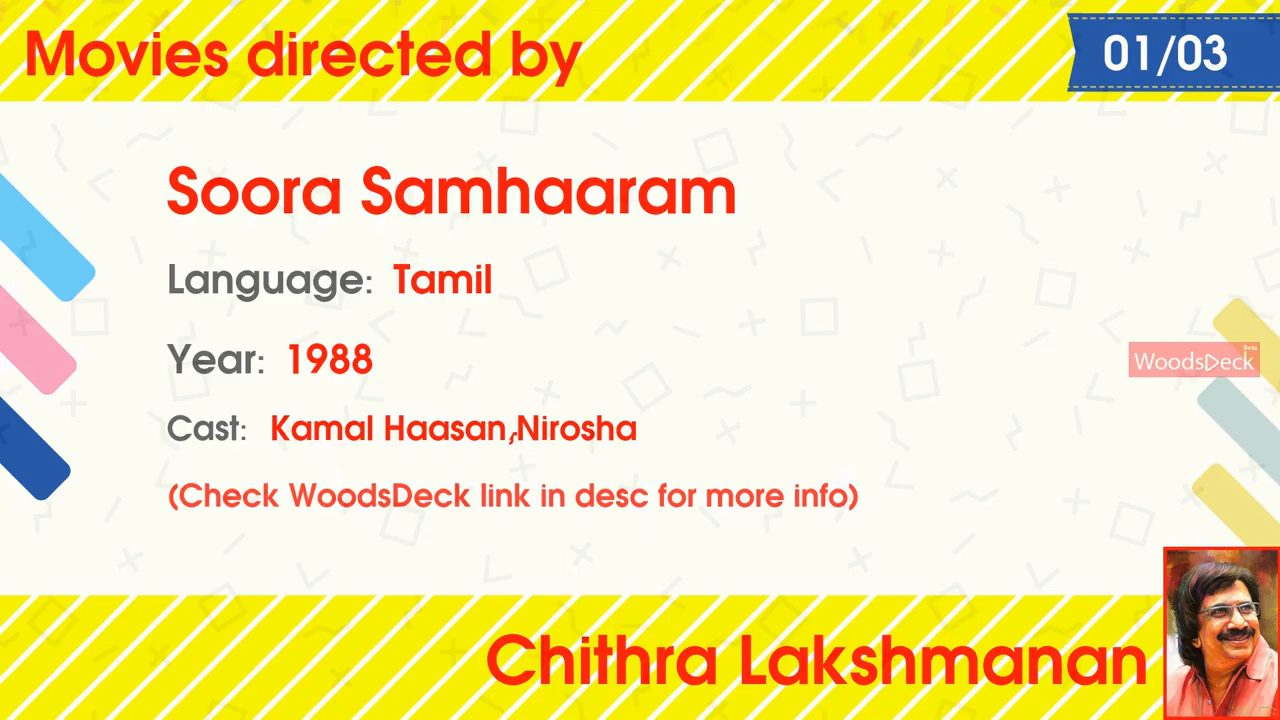 Movies directed by
01/03
Soora Samhaaram
Language: Tamil
Year: 1988
Cast: Kamal Haasan,Nirosha
WoodsDeck Beta
(Check WoodsDeck link in desc for more info)
Chithra Lakshmanan